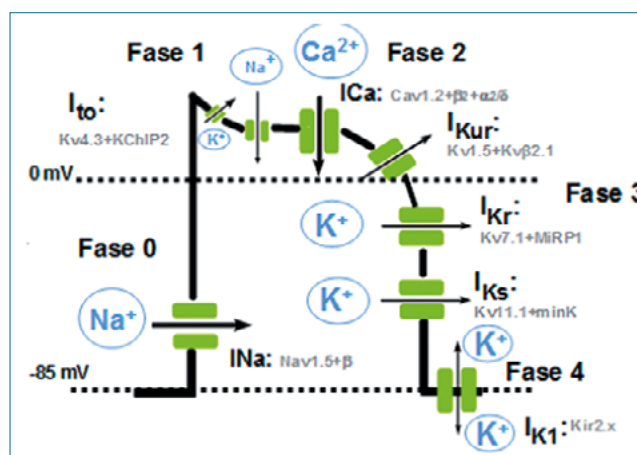 Fase 1
Ca2+
Fase 2
Na+
Ito:
ICa: Cav1.2+β2+α2/δ
Kv4.3+KChIP2
K+
IKur:
Kv1.5+Kvβ2.1
0 mV
Fase 3
K+
IKr:
Kv7.1+MiRP1
Fase 0
K+
IKs:
Kv11.1+minK
Na+
INa: Nav1.5+β
K+
-85 mV
Fase 4
K+
IK1: Kir2.x